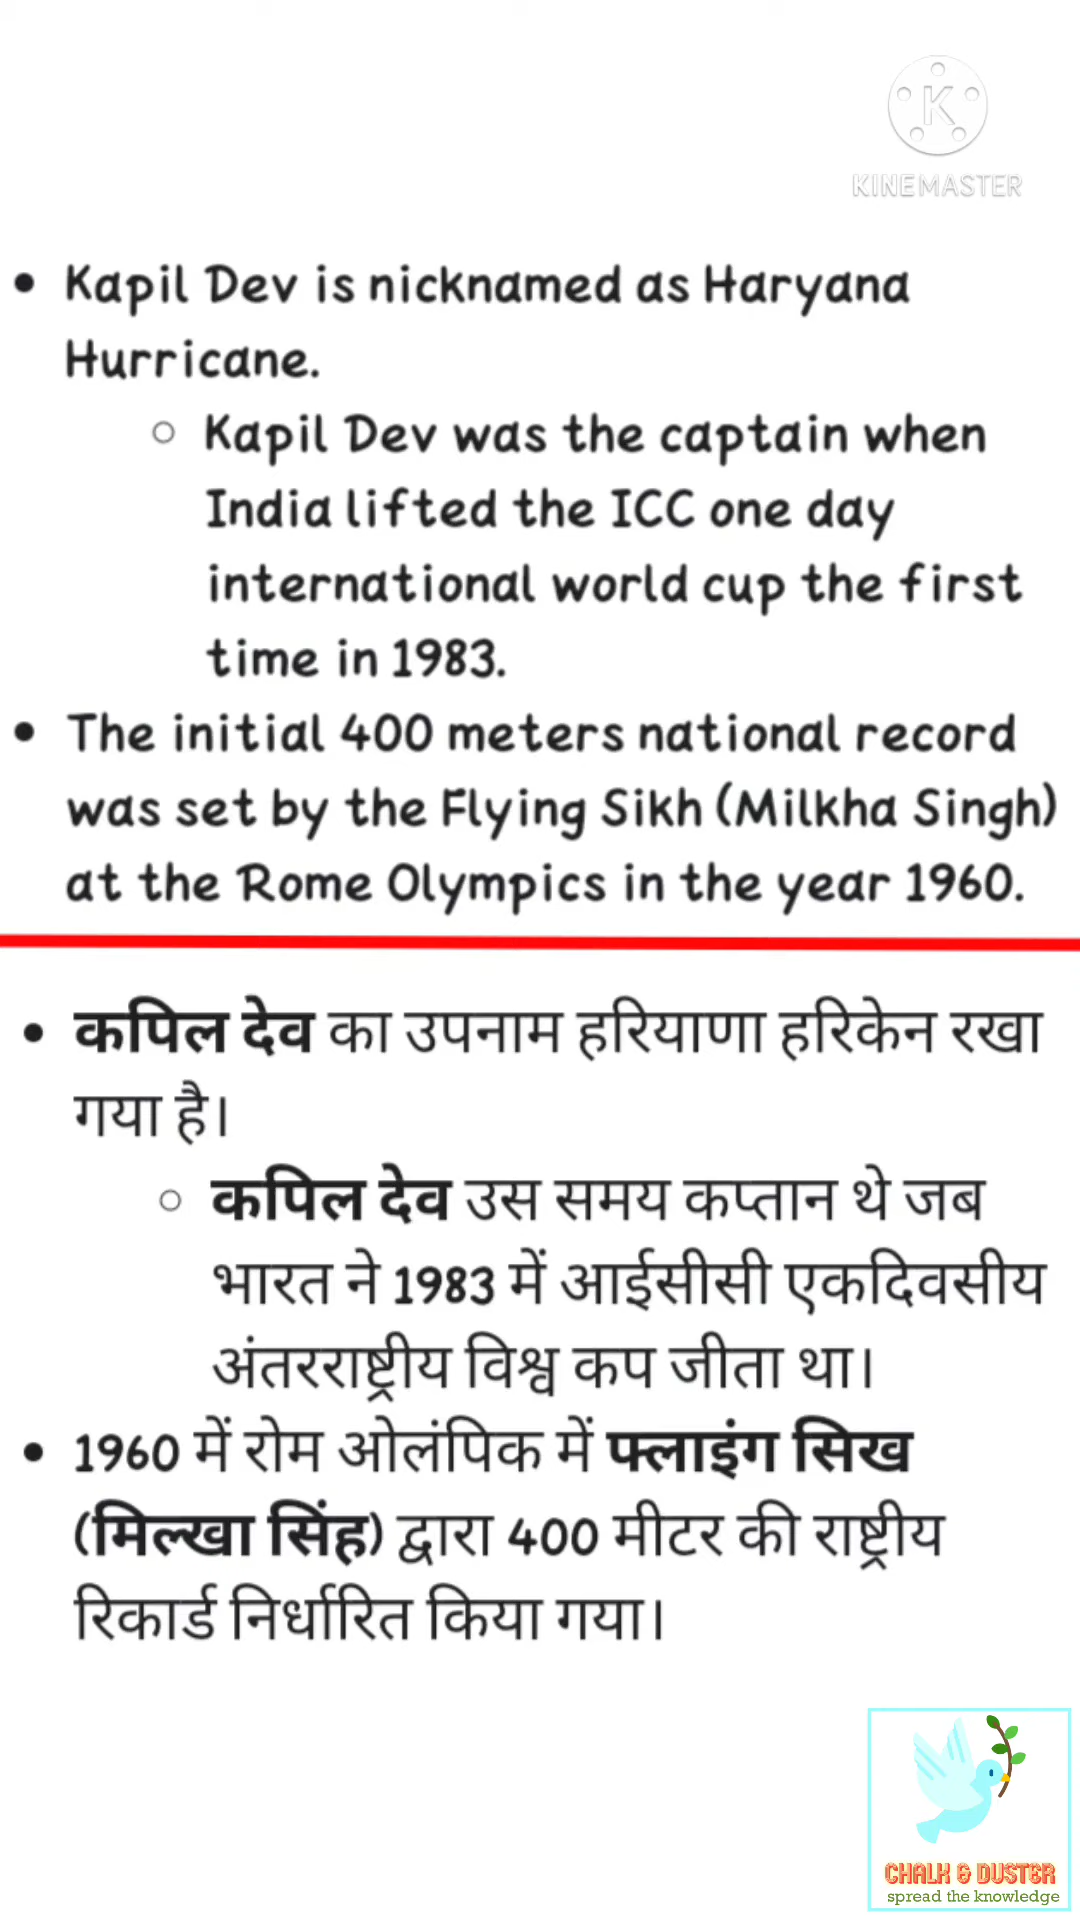 K
KINEMASTER
• Kapil Dev is nicknamed as Haryana
Hurricane.
○ Kapil Dev was the captain when
India lifted the ICC one day
international world cup the first
time in 1983.
• The initial 400 meters national record
was set by the Flying Sikh (Milkha Singh)
at the Rome Olympics in the year 1960.
• कपिल देव का उपनाम हरियाणा हरिकेन रखा
गया है।
○ कपिल देव उस समय कप्तान थे जब
भारत ने 1983 में आईसीसी एकदिवसीय
अंतरराष्ट्रीय विश्व कप जीता था।
• 1960 में रोम ओलंपिक में फ्लाइंग सिख
(मिल्खा सिंह) द्वारा 400 मीटर की राष्ट्रीय
रिकार्ड निर्धारित किया गया।
CHALK & DUSTER
spread the knowledge